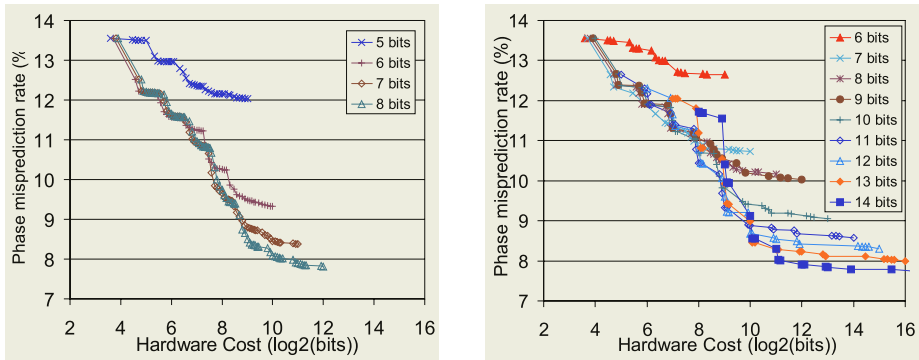 14
13
12
11
10
9
8
7
2 4 6 8 10 12 14 16
Phase misprediction rate (%)
Hardware Cost (log2(bits))
5 bits
6 bits
7 bits
8 bits
14
13
12
11
10
9
8
7
2 4 6 8 10 12 14 16
Phase misprediction rate (%)
Hardware Cost (log2(bits))
6 bits
7 bits
8 bits
9 bits
10 bits
11 bits
12 bits
13 bits
14 bits